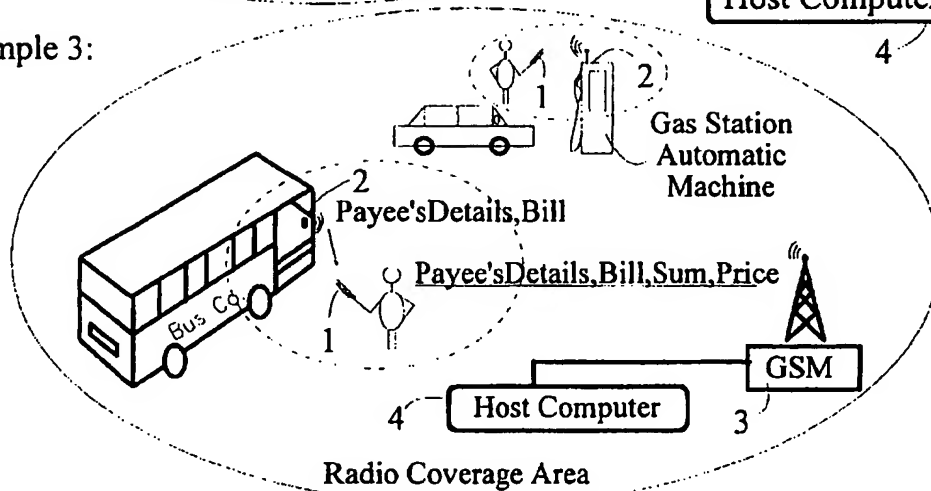 Host Computer
4
mple 3:
1
2
Gas Station
Automatic
Machine
2
Payee'sDetails,Bill
Payee'sDetails,Bill,Sum,Price
Bus Co.
1
GSM
4
Host Computer
3
Radio Coverage Area